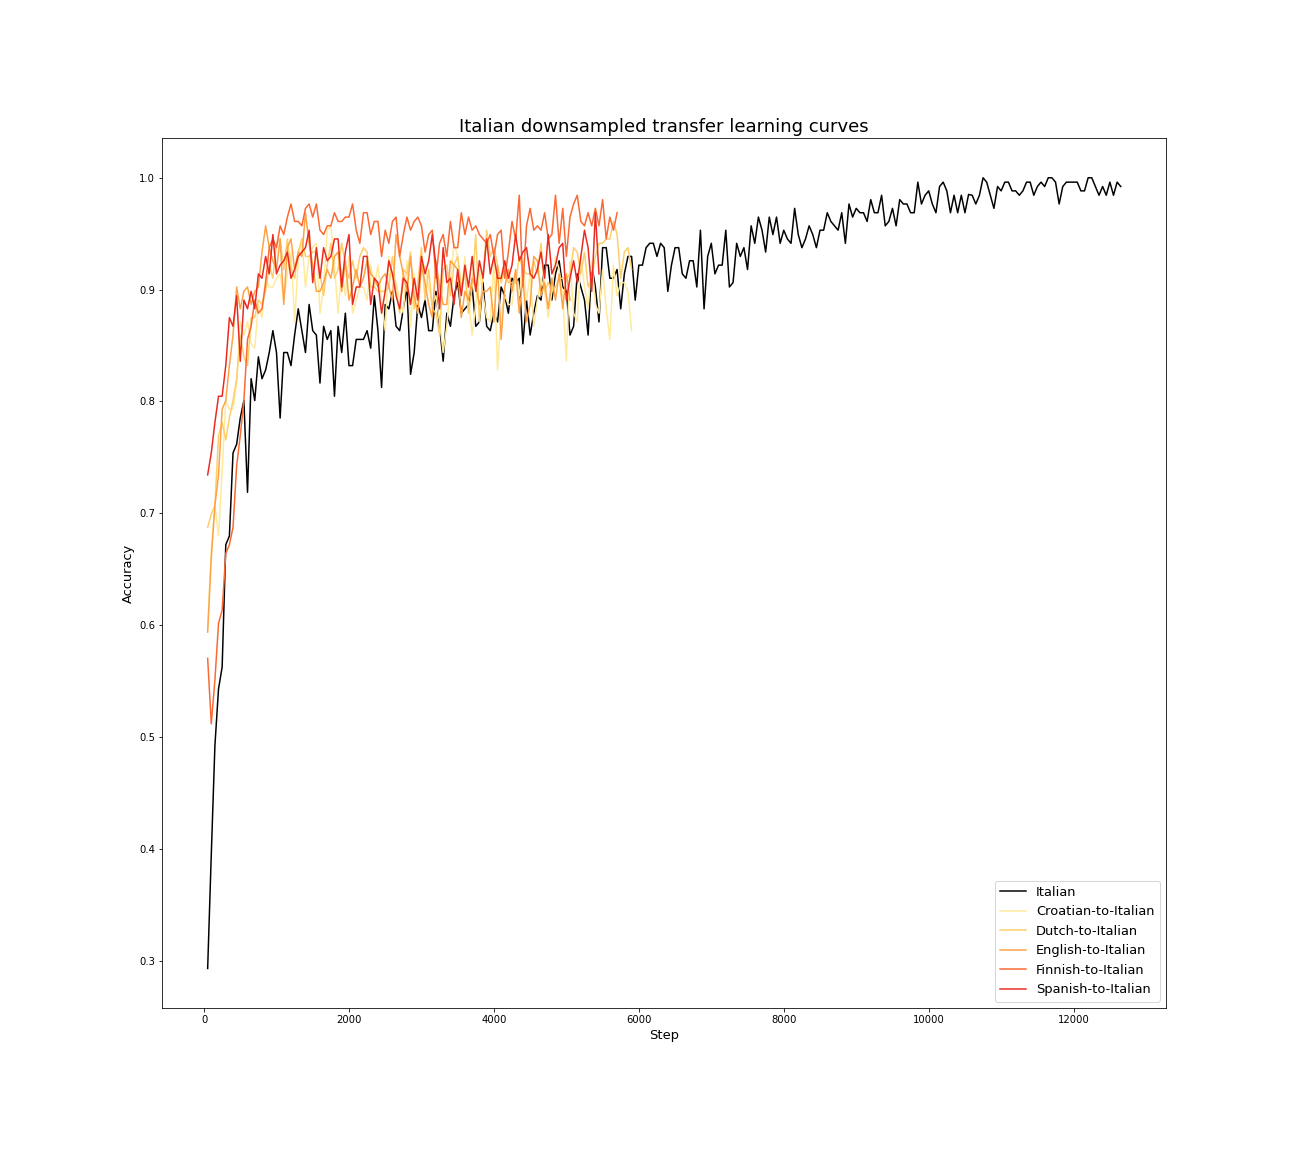 Italian downsampled transfer learning curves
1.0
0.9
0.8
0.7
0.6
0.5
0.4
0.3
Accuracy
0 2000 4000 6000 8000 10000 12000
Step
Italian
Croatian-to-Italian
Dutch-to-Italian
English-to-Italian
Finnish-to-Italian
Spanish-to-Italian